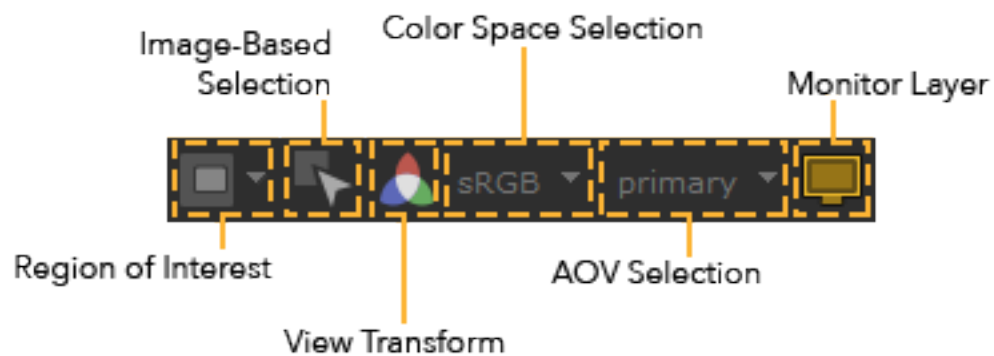 Color Space Selection
Image-Based
Selection
Monitor Layer
sRGB
primary
Region of Interest
AOV Selection
View Transform